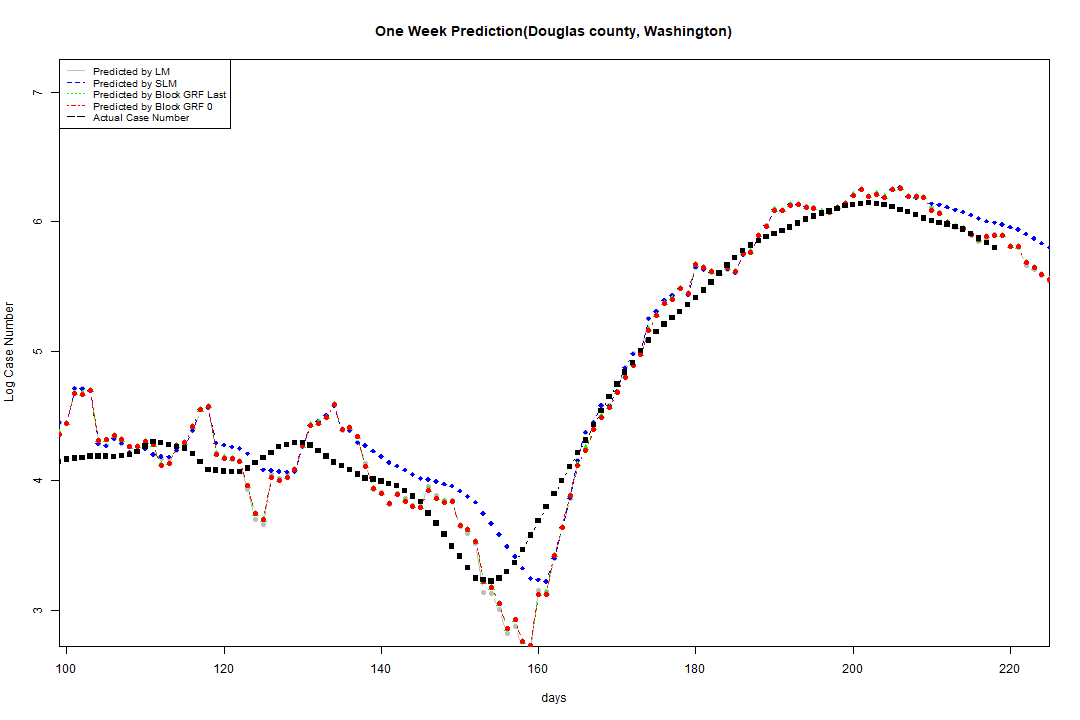 One Week Prediction(Douglas county, Washington)
Predicted by LM
Predicted by SLM
Predicted by Block GRF Last
Predicted by Block GRF 0
Actual Case Number
7
6
5
4
3
Log Case Number
100 120 140 160 180 200 220
days